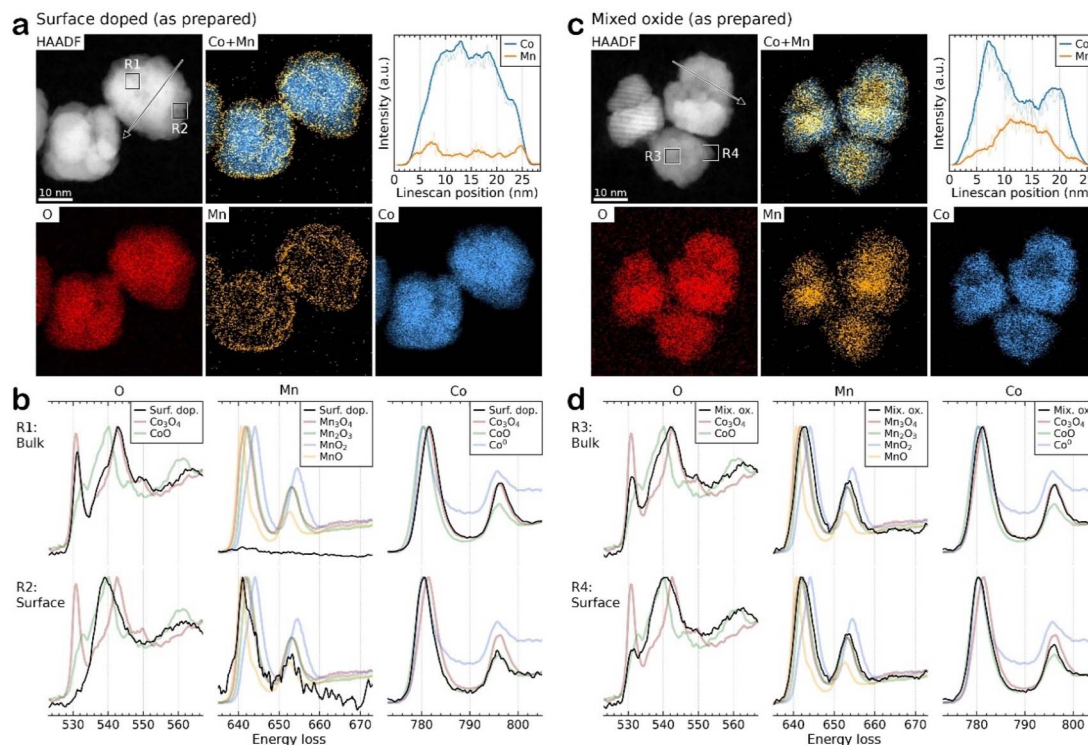 a Surface doped (as prepared)
HAADF
R1
R2
10 nm
Co+Mn
Co
Mn
Intensity (a.u.)
0 5 10 15 20 25
Linescan position (nm)
O
Mn
Co
c Mixed oxide (as prepared)
HAADF
R3
R4
10 nm
Co+Mn
Co
Mn
Intensity (a.u.)
0 5 10 15 20 25
Linescan position (nm)
O
Mn
Co
b
O Mn Co
R1:
Bulk
Surf. dop.
Co₃O₄
CoO
Surf. dop.
Mn₃O₄
Mn₂O₃
MnO₂
MnO
Surf. dop.
Co₃O₄
CoO
Co⁰
R2:
Surface
530 540 550 560
640 650 660 670
780 790 800
Energy loss
d
O Mn Co
R3:
Bulk
Mix. ox.
Co₃O₄
CoO
Mix. ox.
Mn₃O₄
Mn₂O₃
MnO₂
MnO
Mix. ox.
Co₃O₄
CoO
Co⁰
R4:
Surface
530 540 550 560
640 650 660 670
780 790 800
Energy loss